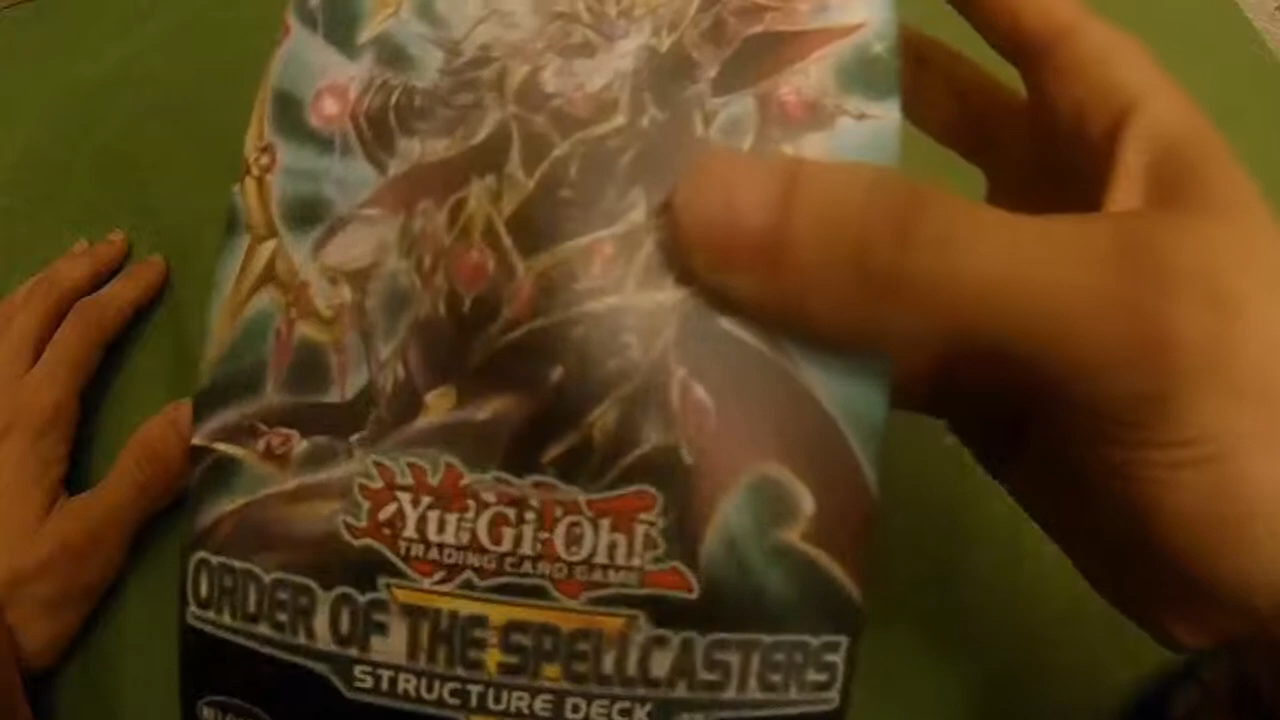 Yu-Gi-Oh!
TRADING CARD GAME
ORDER OF THE SPELLCASTERS
STRUCTURE DECK